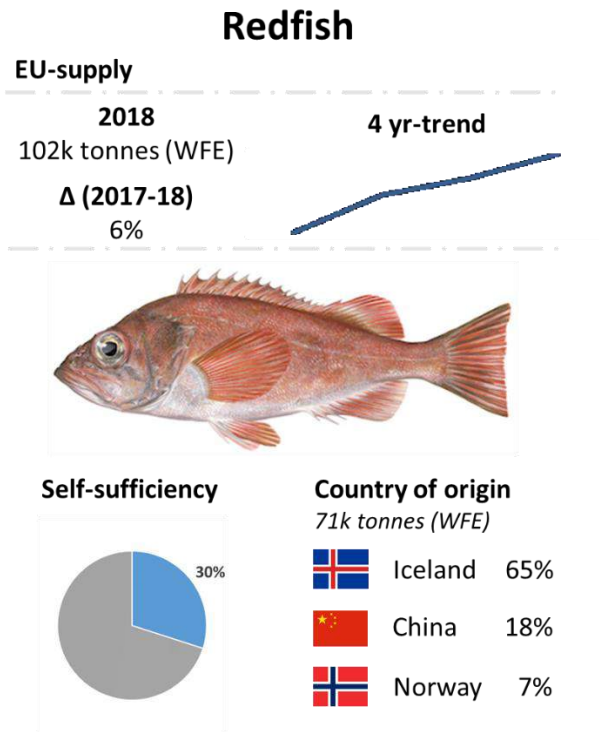 Redfish
EU-supply
2018
102k tonnes (WFE)
Δ (2017-18)
6%
4 yr-trend
Self-sufficiency
30%
Country of origin
71k tonnes (WFE)
Iceland 65%
China 18%
Norway 7%